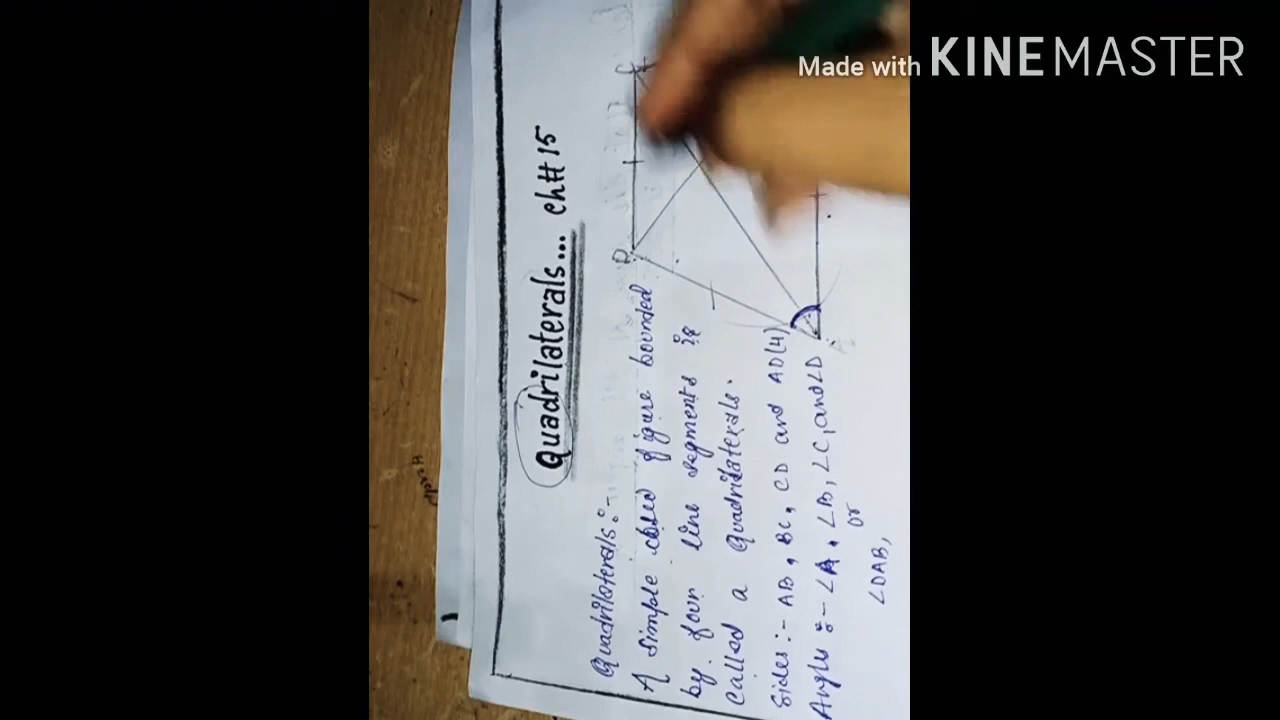 Made with KINEMASTER
Quadrilaterals... Ch# 15
Quadrilaterals :-
A simple closed figure bounded
by four line segments is
called a Quadrilaterals.
Sides :- AB, BC, CD and AD (4)
Angles :- ∠A, ∠B, ∠C, and ∠D
or
∠DAB,
D
C
A